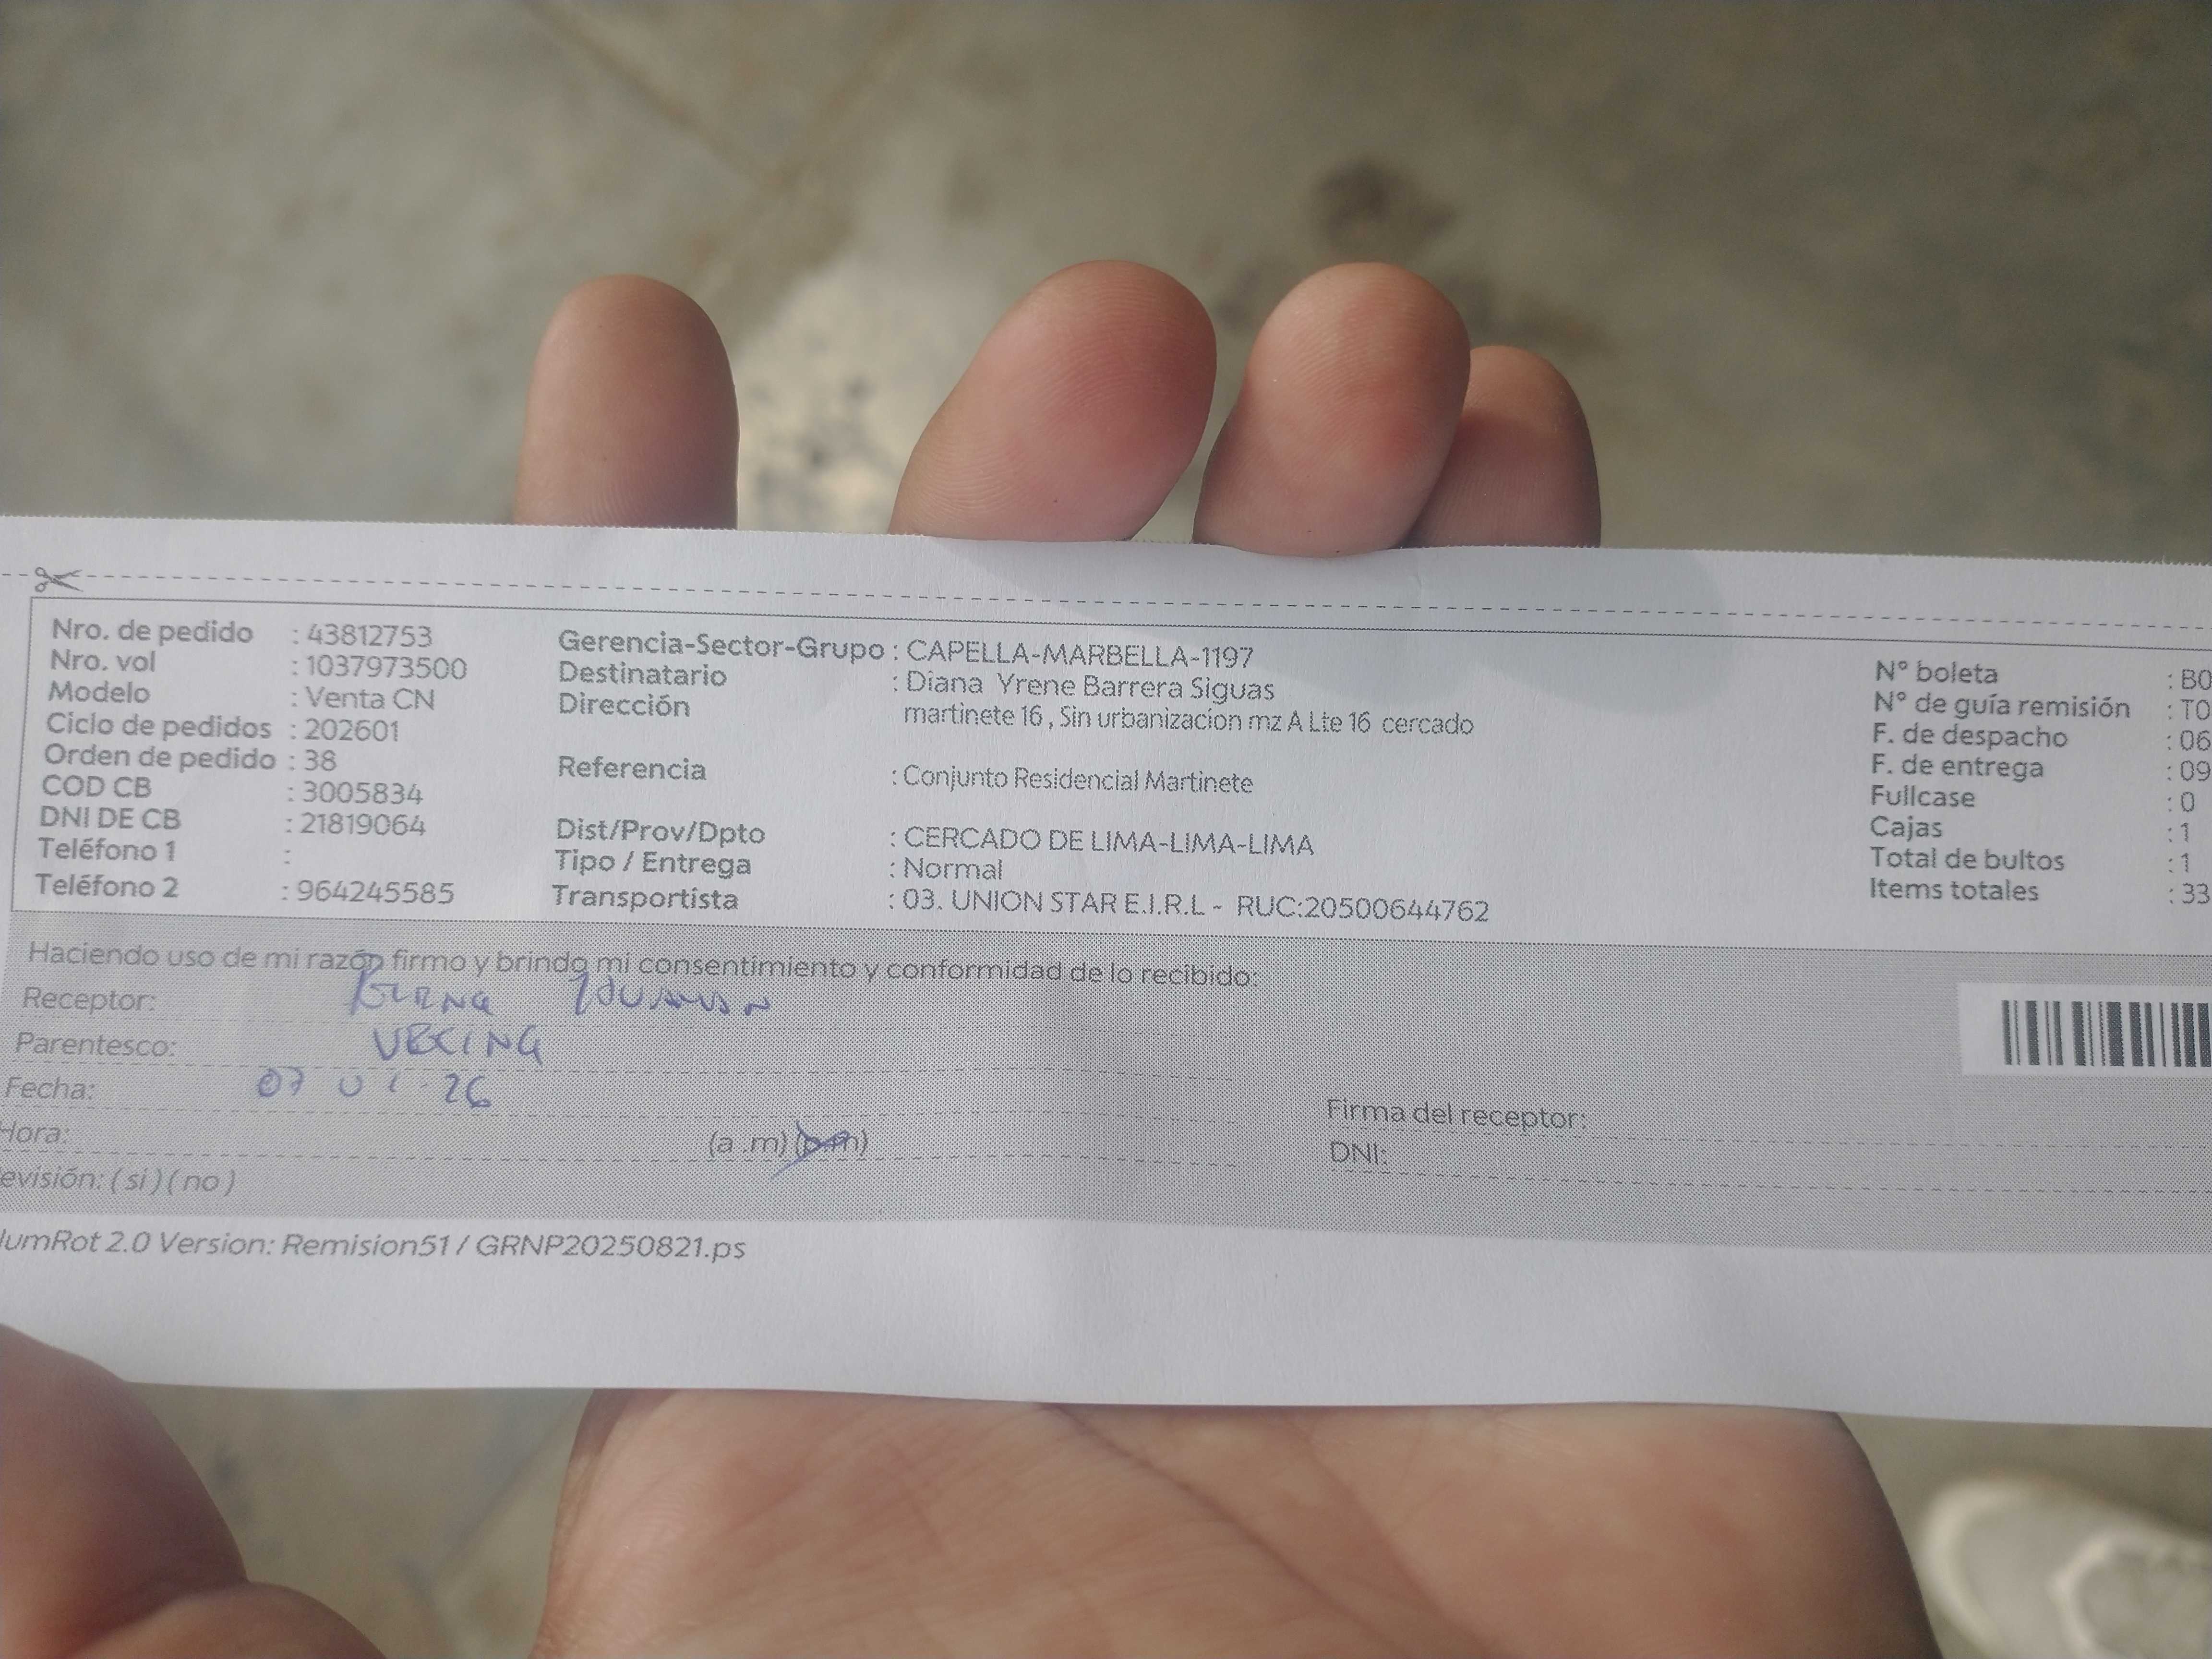 Nro. de pedido : 43812753
Nro. vol : 1037973500
Modelo : Venta CN
Ciclo de pedidos : 202601
Orden de pedido : 38
COD CB : 3005834
DNI DE CB : 21819064
Teléfono 1 :
Teléfono 2 : 964245585
Gerencia-Sector-Grupo : CAPELLA-MARBELLA-1197
Destinatario : Diana Yrene Barrera Siguas
Dirección martinete 16 , Sin urbanizacion mz A Lte 16 cercado
Referencia : Conjunto Residencial Martinete
Dist/Prov/Dpto : CERCADO DE LIMA-LIMA-LIMA
Tipo / Entrega : Normal
Transportista : 03. UNION STAR E.I.R.L - RUC:20500644762
N° boleta : B0
N° de guía remisión : T0
F. de despacho : 06
F. de entrega : 09
Fullcase : 0
Cajas : 1
Total de bultos : 1
Items totales : 33
Haciendo uso de mi razón firmo y brindo mi consentimiento y conformidad de lo recibido:
Receptor:
Parentesco: VECINA
Fecha: 07 01-26
Hora: (a .m) (p.m)
evisión: ( si ) ( no )
Firma del receptor:
DNI:
umRot 2.0 Version: Remision51 / GRNP20250821.ps